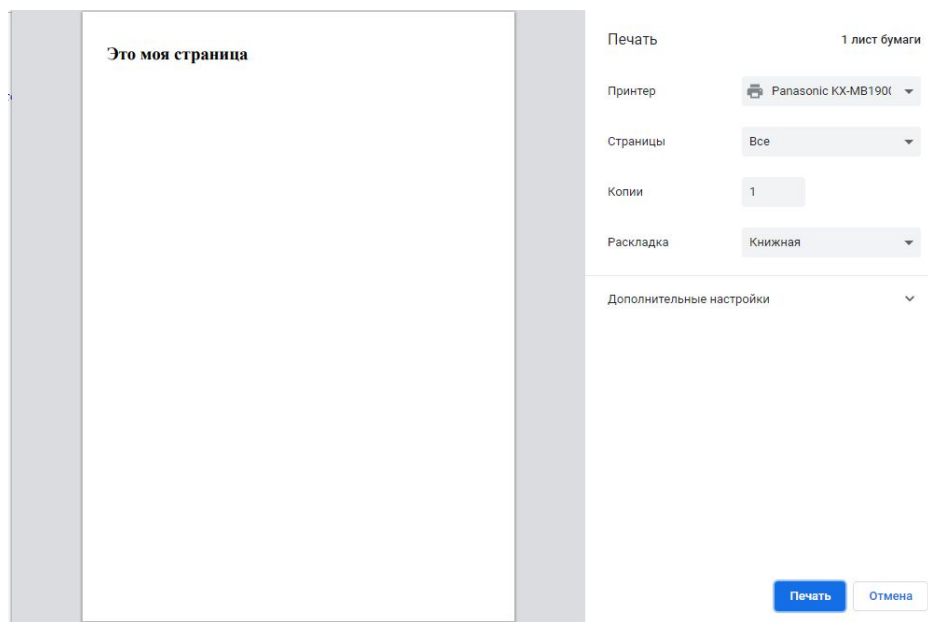 Это моя страница
Печать 1 лист бумаги
Принтер Panasonic KX-MB190
Страницы Все
Копии 1
Раскладка Книжная
Дополнительные настройки
Печать Отмена